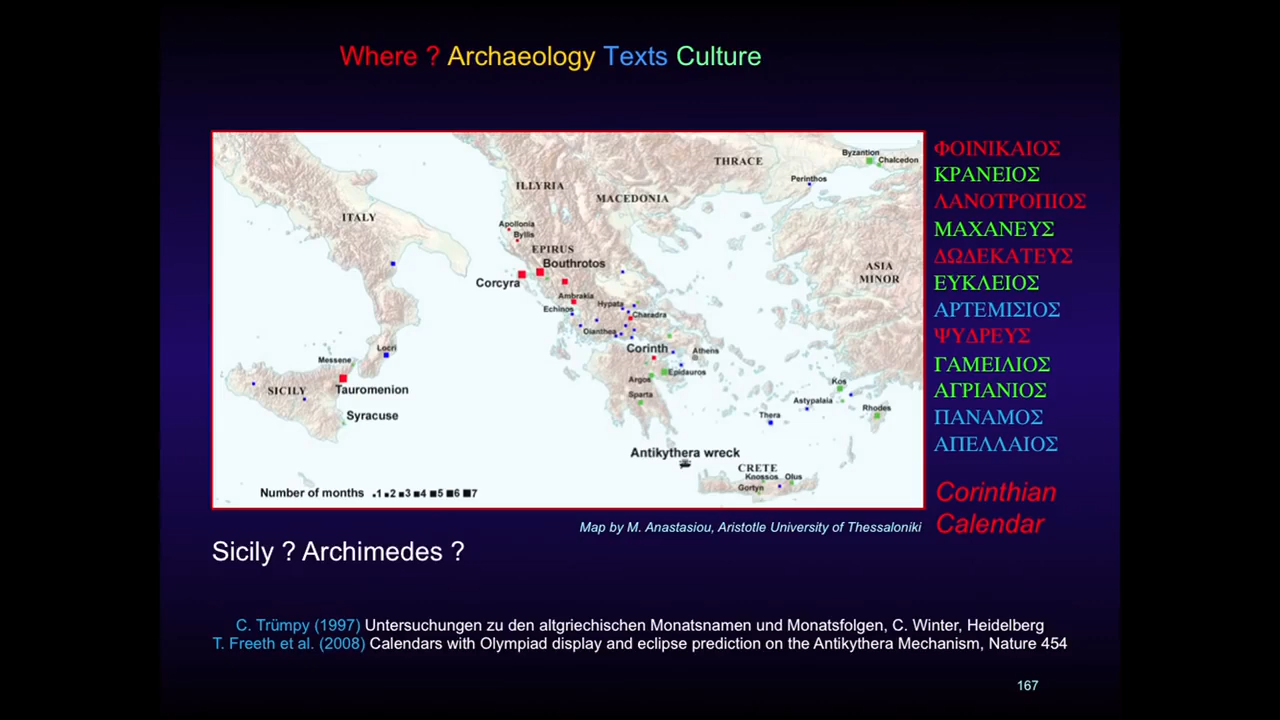 Where ? Archaeology Texts Culture
Byzantion
Chalcedon
THRACE
Perinthos
ILLYRIA
MACEDONIA
ITALY
Apollonia
Byllis
EPIRUS
Bouthrotos
ASIA
MINOR
Corcyra
Ambrakia
Echinos
Hypata
Charadra
Oianthea
Corinth
Athens
Locri
Messene
Epidauros
Argos
SICILY
Tauromenion
Sparta
Kos
Astypalaia
Rhodes
Thera
Syracuse
Antikythera wreck
CRETE
Knossos
Olus
Gortyn
Number of months 1 2 3 4 5 6 7
ΦΟΙΝΙΚΑΙΟΣ
ΚΡΑΝΕΙΟΣ
ΛΑΝΟΤΡΟΠΙΟΣ
ΜΑΧΑΝΕΥΣ
ΔΩΔΕΚΑΤΕΥΣ
ΕΥΚΛΕΙΟΣ
ΑΡΤΕΜΙΣΙΟΣ
ΨΥΔΡΕΥΣ
ΓΑΜΕΙΛΙΟΣ
ΑΓΡΙΑΝΙΟΣ
ΠΑΝΑΜΟΣ
ΑΠΕΛΛΑΙΟΣ
Corinthian
Calendar
Map by M. Anastasiou, Aristotle University of Thessaloniki
Sicily ? Archimedes ?
C. Trümpy (1997) Untersuchungen zu den altgriechischen Monatsnamen und Monatsfolgen, C. Winter, Heidelberg
T. Freeth et al. (2008) Calendars with Olympiad display and eclipse prediction on the Antikythera Mechanism, Nature 454
167